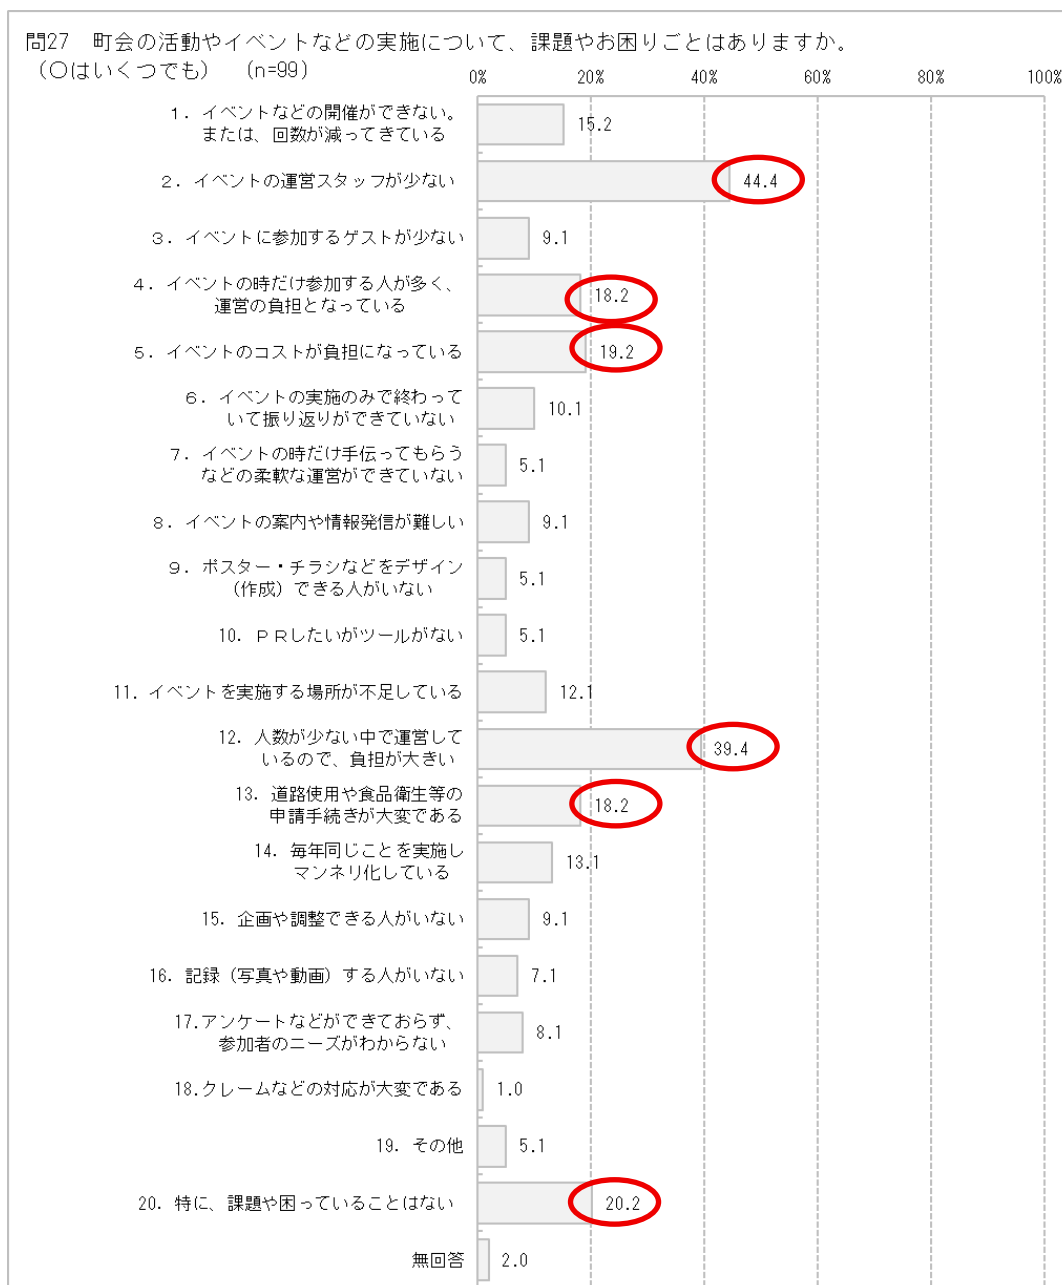 問27　町会の活動やイベントなどの実施について、課題やお困りごとはありますか。
（〇はいくつでも）　（n=99）
0% 20% 40% 60% 80% 100%
１．イベントなどの開催ができない。
または、回数が減ってきている
15.2
２．イベントの運営スタッフが少ない
44.4
３．イベントに参加するゲストが少ない
9.1
４．イベントの時だけ参加する人が多く、
運営の負担となっている
18.2
５．イベントのコストが負担になっている
19.2
６．イベントの実施のみで終わって
いて振り返りができていない
10.1
７．イベントの時だけ手伝ってもらう
などの柔軟な運営ができていない
5.1
８．イベントの案内や情報発信が難しい
9.1
９．ポスター・チラシなどをデザイン
（作成）できる人がいない
5.1
10．ＰＲしたいがツールがない
5.1
11．イベントを実施する場所が不足している
12.1
12．人数が少ない中で運営して
いるので、負担が大きい
39.4
13．道路使用や食品衛生等の
申請手続きが大変である
18.2
14．毎年同じことを実施し
マンネリ化している
13.1
15．企画や調整できる人がいない
9.1
16．記録（写真や動画）する人がいない
7.1
17.アンケートなどができておらず、
参加者のニーズがわからない
8.1
18.クレームなどの対応が大変である
1.0
19．その他
5.1
20．特に、課題や困っていることはない
20.2
無回答
2.0